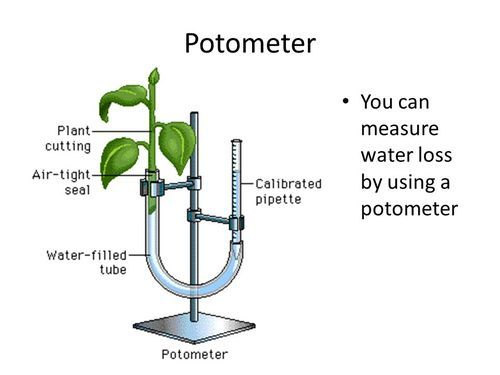 Potometer
Plant
cutting
Air-tight
seal
Water-filled
tube
Calibrated
pipette
Potometer
• You can
measure
water loss
by using a
potometer